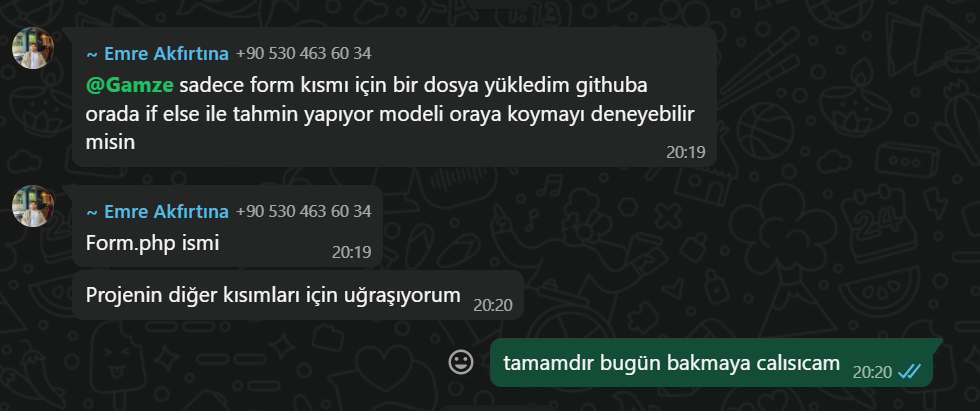 ~ Emre Akfırtına +90 530 463 60 34
@Gamze sadece form kısmı için bir dosya yükledim githuba
orada if else ile tahmin yapıyor modeli oraya koymayı deneyebilir
misin
20:19
~ Emre Akfırtına +90 530 463 60 34
Form.php ismi
20:19
Projenin diğer kısımları için uğraşıyorum
20:20
tamamdır bugün bakmaya calısıcam
20:20